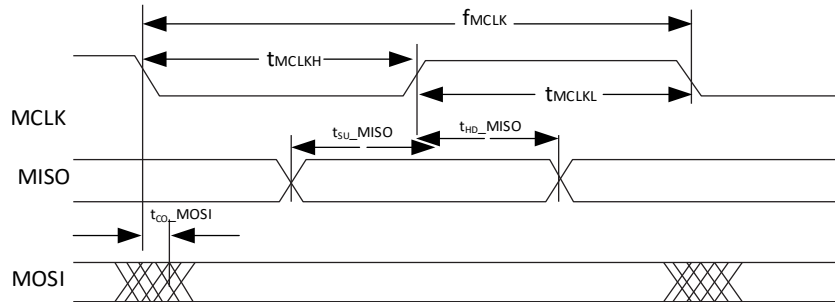 fMCLK
tMCLKH
tMCLKL
MCLK
tSU_MISO
tHD_MISO
MISO
tCO_MOSI
MOSI